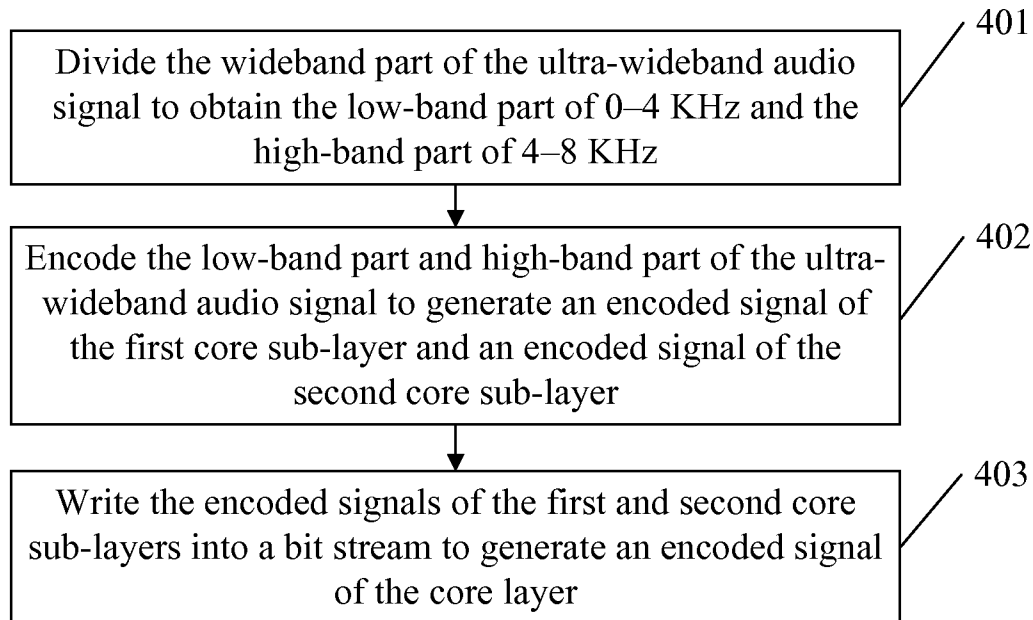 401
Divide the wideband part of the ultra-wideband audio
signal to obtain the low-band part of 0–4 KHz and the
high-band part of 4–8 KHz
402
Encode the low-band part and high-band part of the ultra-
wideband audio signal to generate an encoded signal of
the first core sub-layer and an encoded signal of the
second core sub-layer
403
Write the encoded signals of the first and second core
sub-layers into a bit stream to generate an encoded signal
of the core layer